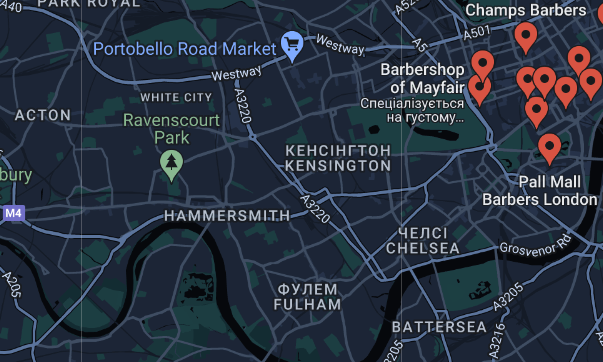 PARK ROYAL
A40
A52
Champs Barbers
A501
Portobello Road Market
Westway
A5
Westway
Barbershop
of Mayfair
Спеціалізується
на густому...
WHITE CITY
A3220
ACTON
Ravenscourt
Park
КЕНСІНГТОН
KENSINGTON
bury
Pall Mall
Barbers London
M4
HAMMERSMITH
A3220
ЧЕЛСІ
CHELSEA
Grosvenor Rd
A205
ФУЛЕМ
FULHAM
A3205
BATTERSEA
A3216